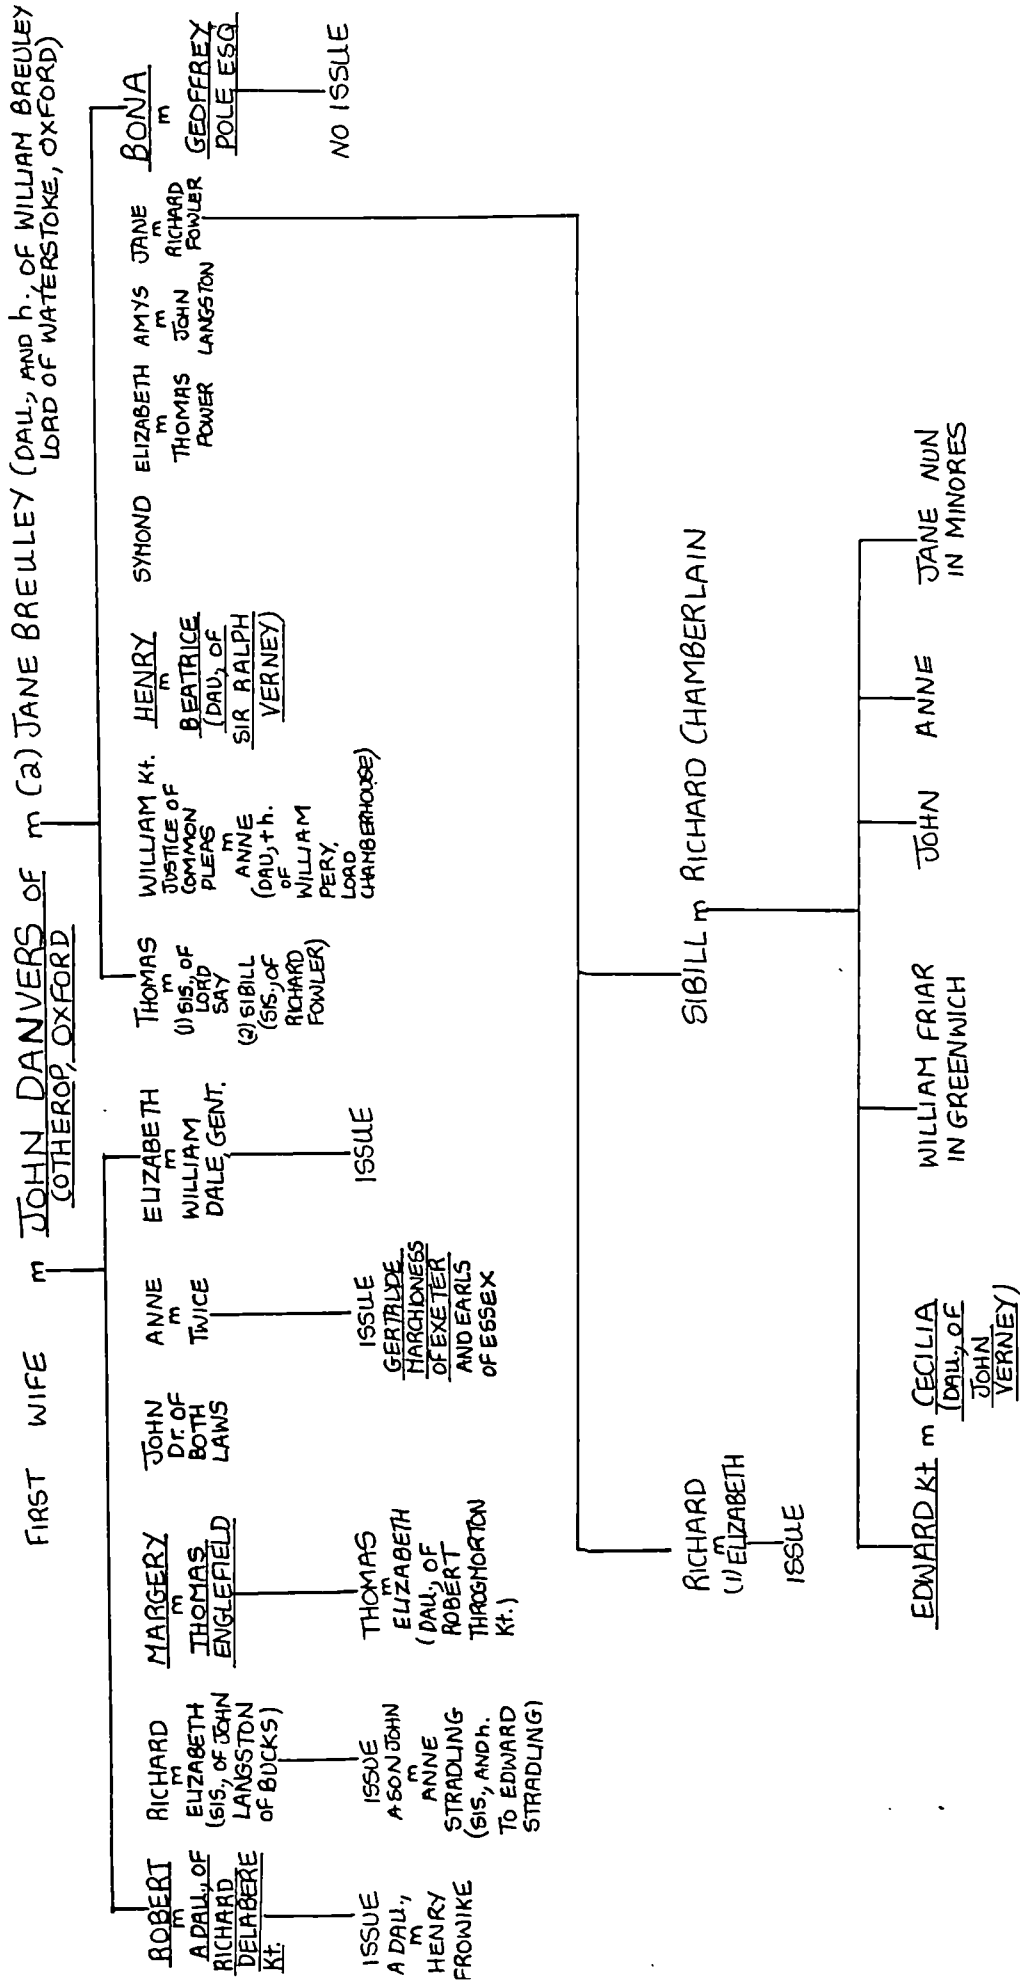 FIRST WIFE m JOHN DANVERS OF m (2) JANE BREULEY (DAU., AND h., OF WILLIAM BREULEY
COTHEROP, OXFORD
LORD OF WATERSTOKE, OXFORD)
ROBERT
m
A DAU., OF
RICHARD
DELABERE
Kt.
ISSUE
A DAU.,
m
HENRY
FROWIKE
RICHARD
m
ELIZABETH
(SIS., OF JOHN
LANGSTON
OF BUCKS)
ISSUE
A SON JOHN
m
ANNE
STRADLING
(SIS., AND h.
TO EDWARD
STRADLING)
MARGERY
m
THOMAS
ENGLEFIELD
THOMAS
m
ELIZABETH
(DAU., OF
ROBERT
THROGMORTON
Kt.)
JOHN
Dr. OF
BOTH
LAWS
ANNE
m
TWICE
ISSUE
GERTRUDE
MARCHIONESS
OF EXETER
AND EARLS
OF ESSEX
ELIZABETH
m
WILLIAM
DALE, GENT.
ISSUE
THOMAS
m
(1) SIS., OF
LORD
SAY
(2) SIBILL
(SIS., OF
RICHARD
FOWLER)
WILLIAM Kt.
JUSTICE OF
COMMON
PLEAS
m
ANNE
(DAU, + h.
OF
WILLIAM
PERY,
LORD
CHAMBERHOUSE)
HENRY
m
BEATRICE
(DAU, OF
SIR RALPH
VERNEY)
SYMOND
ELIZABETH
m
THOMAS
POWER
AMYS
m
JOHN
LANGSTON
JANE
m
RICHARD
FOWLER
BONA
m
GEOFFREY
POLE ESQ
NO ISSUE
RICHARD
m
(1) ELIZABETH
ISSUE
SIBILL m RICHARD CHAMBERLAIN
EDWARD Kt m CECILIA
(DAU., OF
JOHN
VERNEY)
WILLIAM FRIAR
IN GREENWICH
JOHN
ANNE
JANE NUN
IN MINORES